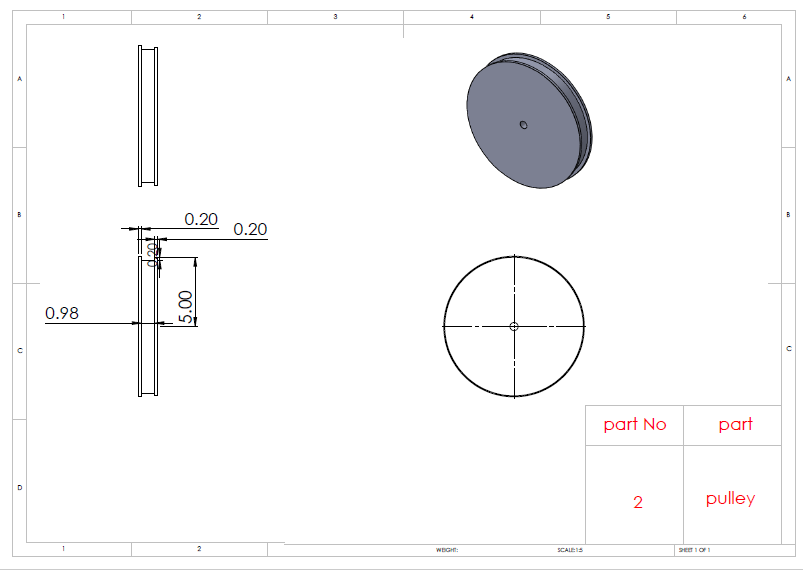 1 2 3 4 5 6
A A
0.20
0.20
0.20
B B
5.00
0.98
C C
part No part
2 pulley
D
1 2 WEIGHT: SCALE:1:5 SHEET 1 OF 1